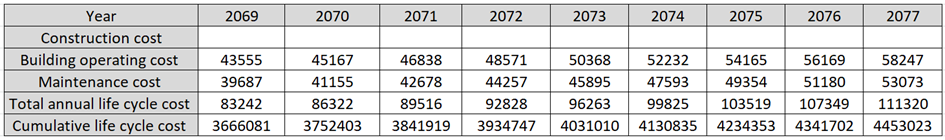 Year 2069 2070 2071 2072 2073 2074 2075 2076 2077
Construction cost
Building operating cost 43555 45167 46838 48571 50368 52232 54165 56169 58247
Maintenance cost 39687 41155 42678 44257 45895 47593 49354 51180 53073
Total annual life cycle cost 83242 86322 89516 92828 96263 99825 103519 107349 111320
Cumulative life cycle cost 3666081 3752403 3841919 3934747 4031010 4130835 4234353 4341702 4453023